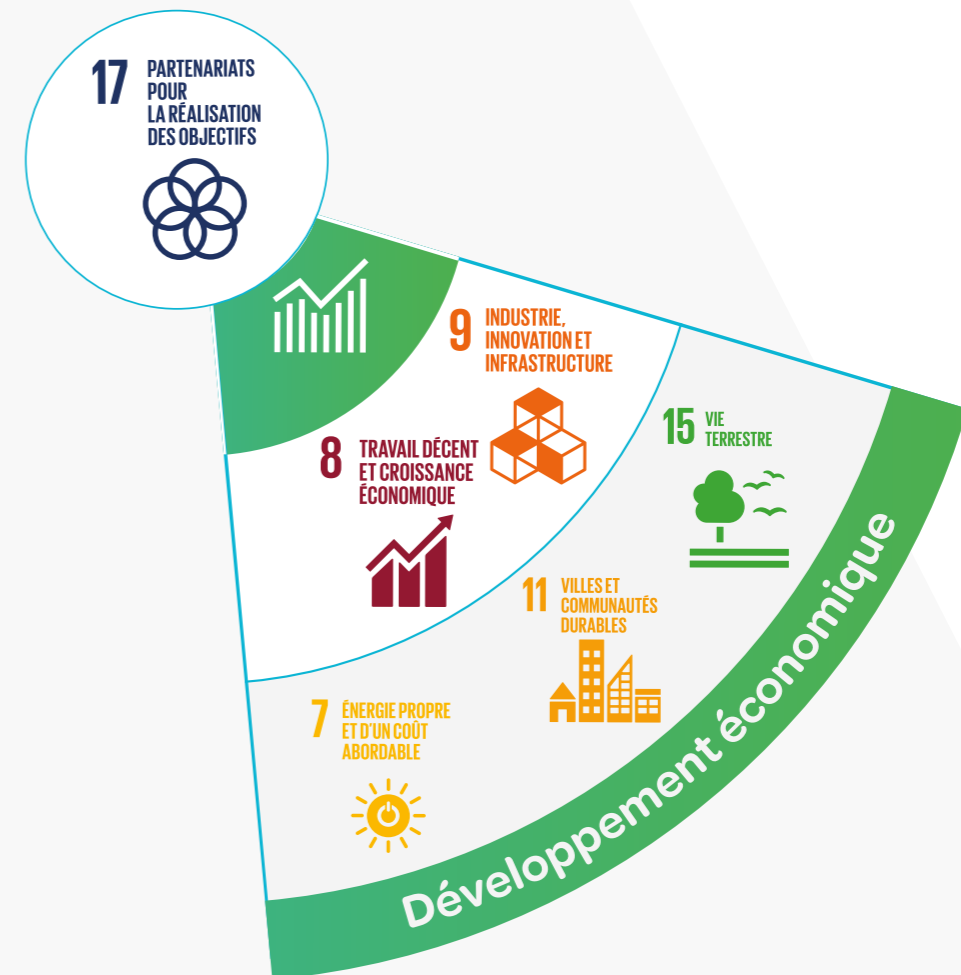 17 PARTENARIATS
POUR
LA RÉALISATION
DES OBJECTIFS
9 INDUSTRIE,
INNOVATION ET
INFRASTRUCTURE
8 TRAVAIL DÉCENT
ET CROISSANCE
ÉCONOMIQUE
15 VIE
TERRESTRE
11 VILLES ET
COMMUNAUTÉS
DURABLES
7 ÉNERGIE PROPRE
ET D'UN COÛT
ABORDABLE
Développement économique